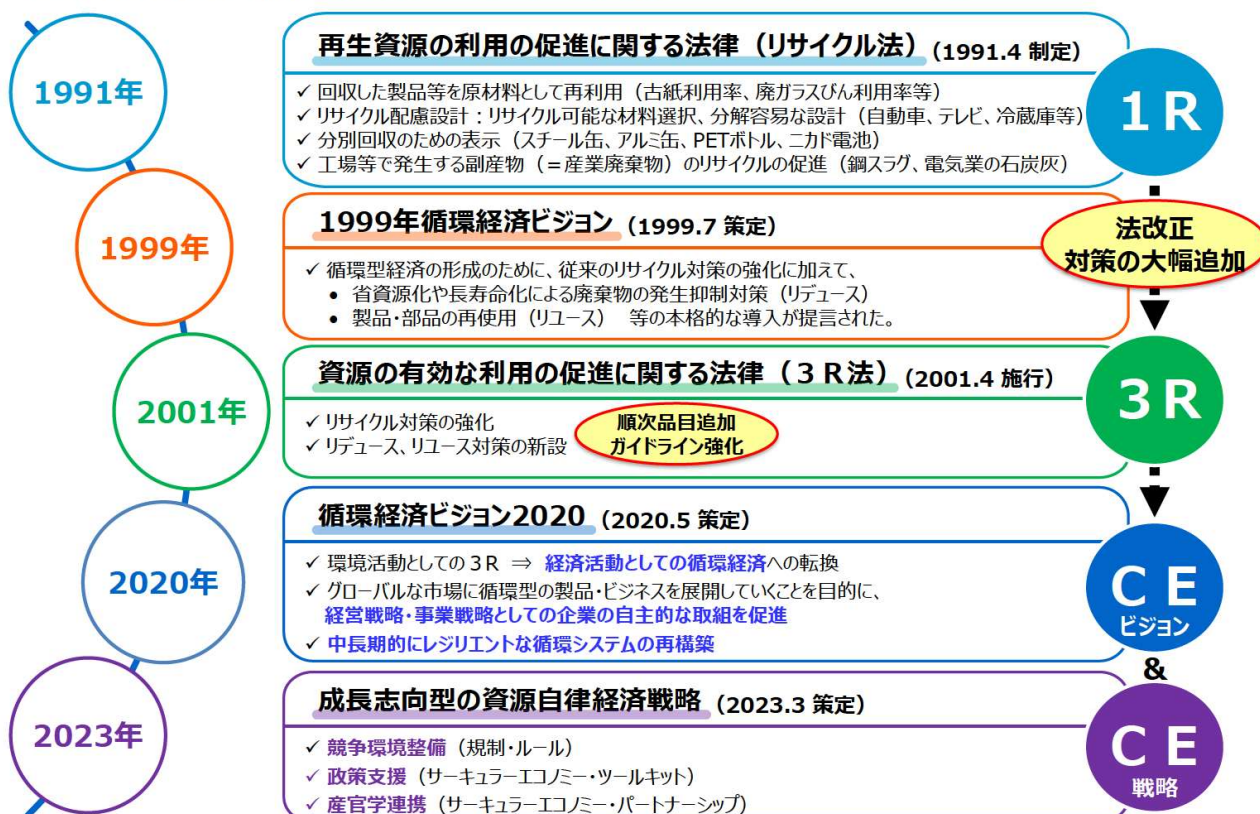 1991年
再生資源の利用の促進に関する法律（リサイクル法）（1991.4 制定）
✓ 回収した製品等を原材料として再利用（古紙利用率、廃ガラスびん利用率等）
✓ リサイクル配慮設計：リサイクル可能な材料選択、分解容易な設計（自動車、テレビ、冷蔵庫等）
✓ 分別回収のための表示（スチール缶、アルミ缶、PETボトル、ニカド電池）
✓ 工場等で発生する副産物（＝産業廃棄物）のリサイクルの促進（鋼スラグ、電気業の石炭灰）
１Ｒ
1999年
1999年循環経済ビジョン（1999.7 策定）
✓ 循環型経済の形成のために、従来のリサイクル対策の強化に加えて、
● 省資源化や長寿命化による廃棄物の発生抑制対策（リデュース）
● 製品・部品の再使用（リユース）　等の本格的な導入が提言された。
法改正
対策の大幅追加
2001年
資源の有効な利用の促進に関する法律（３Ｒ法）（2001.4 施行）
✓ リサイクル対策の強化
✓ リデュース、リユース対策の新設
順次品目追加
ガイドライン強化
３Ｒ
2020年
循環経済ビジョン2020（2020.5 策定）
✓ 環境活動としての３Ｒ ⇒ 経済活動としての循環経済への転換
✓ グローバルな市場に循環型の製品・ビジネスを展開していくことを目的に、
経営戦略・事業戦略としての企業の自主的な取組を促進
✓ 中長期的にレジリエントな循環システムの再構築
ＣＥ
ビジョン
&
2023年
成長志向型の資源自律経済戦略（2023.3 策定）
✓ 競争環境整備（規制・ルール）
✓ 政策支援（サーキュラーエコノミー・ツールキット）
✓ 産官学連携（サーキュラーエコノミー・パートナーシップ）
ＣＥ
戦略